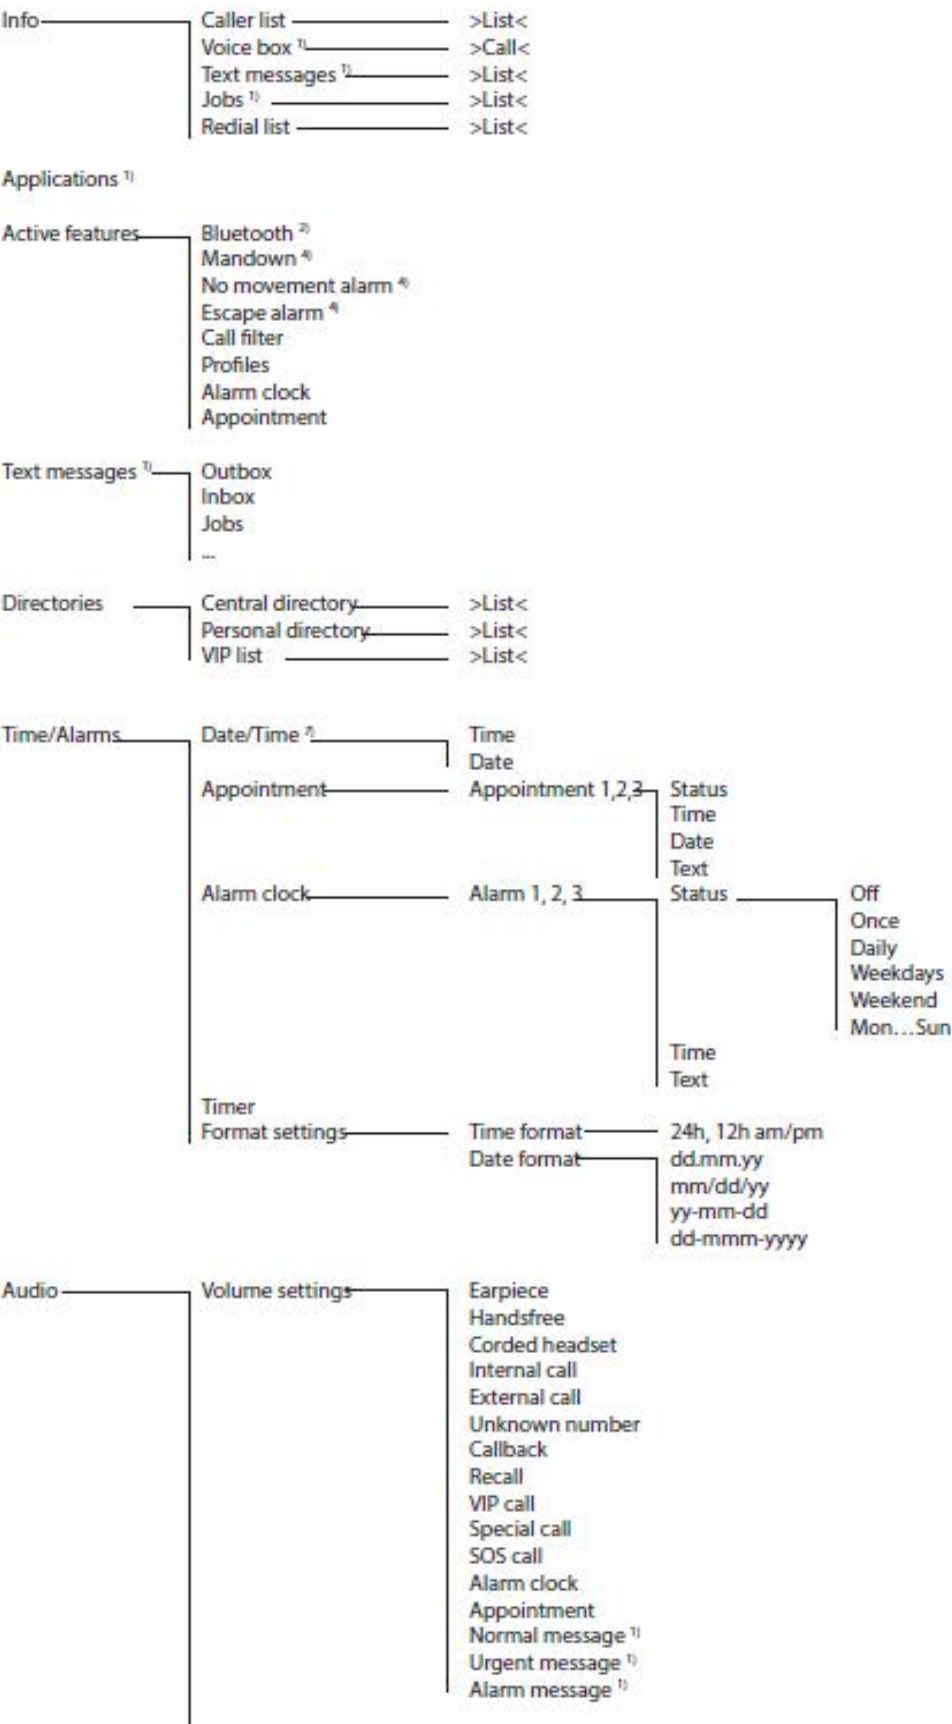 Info Caller list >List<
Voice box 1) >Call<
Text messages 1) >List<
Jobs 1) >List<
Redial list >List<
Applications 1)
Active features Bluetooth 2)
Mandown 4)
No movement alarm 4)
Escape alarm 4)
Call filter
Profiles
Alarm clock
Appointment
Text messages 1) Outbox
Inbox
Jobs
...
Directories Central directory >List<
Personal directory >List<
VIP list >List<
Time/Alarms Date/Time 7) Time
Date
Appointment Appointment 1,2,3 Status
Time
Date
Text
Alarm clock Alarm 1, 2, 3 Status Off
Once
Daily
Weekdays
Weekend
Mon...Sun
Time
Text
Timer
Format settings Time format 24h, 12h am/pm
Date format dd.mm.yy
mm/dd/yy
yy-mm-dd
dd-mmm-yyyy
Audio Volume settings Earpiece
Handsfree
Corded headset
Internal call
External call
Unknown number
Callback
Recall
VIP call
Special call
SOS call
Alarm clock
Appointment
Normal message 1)
Urgent message 1)
Alarm message 1)